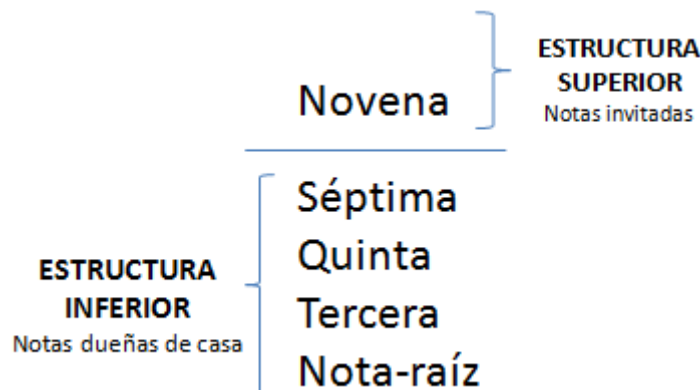 ESTRUCTURA
SUPERIOR
Notas invitadas
Novena
Séptima
Quinta
Tercera
Nota-raíz
ESTRUCTURA
INFERIOR
Notas dueñas de casa